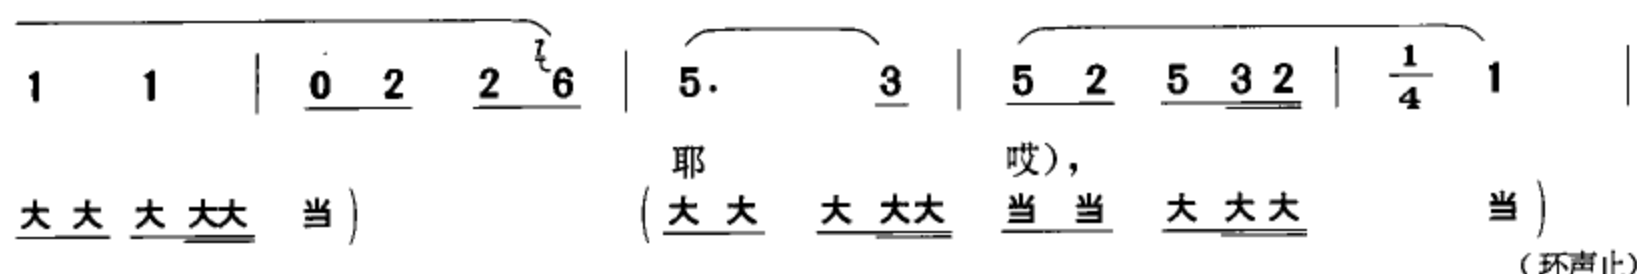 1 1 | 0 2 2 6 | 5. 3 | 5 2 5 3 2 | 1/4 1 |
耶 哎),
大 大 大 大大 当) (大 大 大 大大 当 当 大 大 大 当)
(环声止)